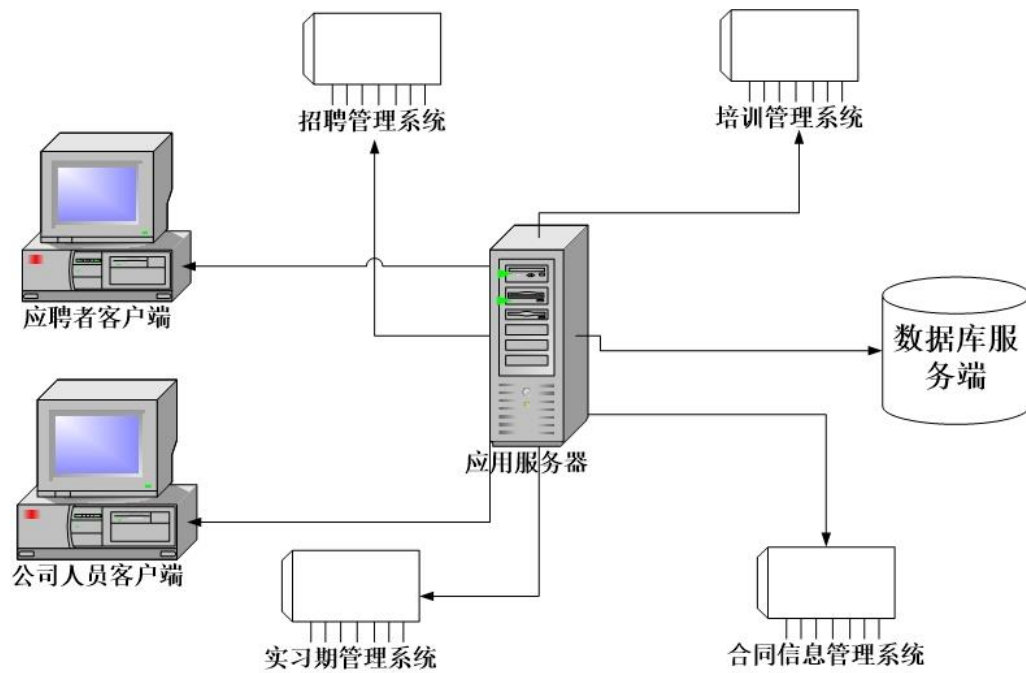 招聘管理系统
培训管理系统
应聘者客户端
数据库服
务端
应用服务器
公司人员客户端
实习期管理系统
合同信息管理系统